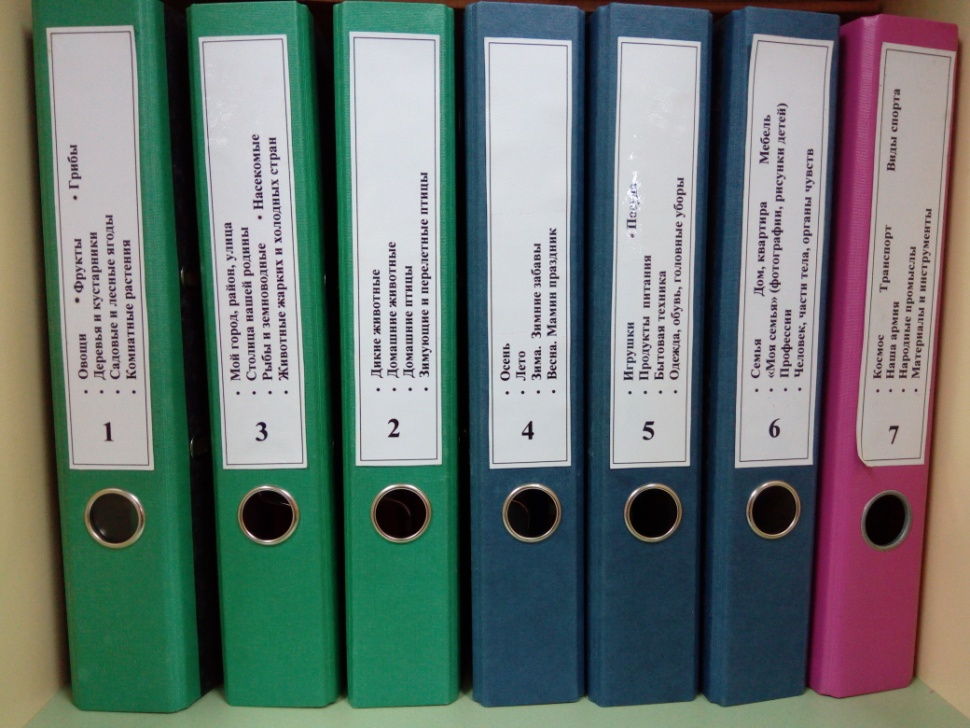 • Овощи • Фрукты • Грибы
• Деревья и кустарники
• Садовые и лесные ягоды
• Комнатные растения
1
• Мой город, район, улица
• Столица нашей родины
• Рыбы и земноводные • Насекомые
• Животные жарких и холодных стран
3
• Дикие животные
• Домашние животные
• Домашние птицы
• Зимующие и перелетные птицы
2
• Осень
• Лето
• Зима. Зимние забавы
• Весна. Мамин праздник
4
• Игрушки • Посуда
• Продукты питания
• Бытовая техника
• Одежда, обувь, головные уборы
5
• Семья Дом, квартира Мебель
• «Моя семья» (фотографии, рисунки детей)
• Профессии
• Человек, части тела, органы чувств
6
• Космос Транспорт Виды спорта
• Наша армия
• Народные промыслы
• Материалы и инструменты
7